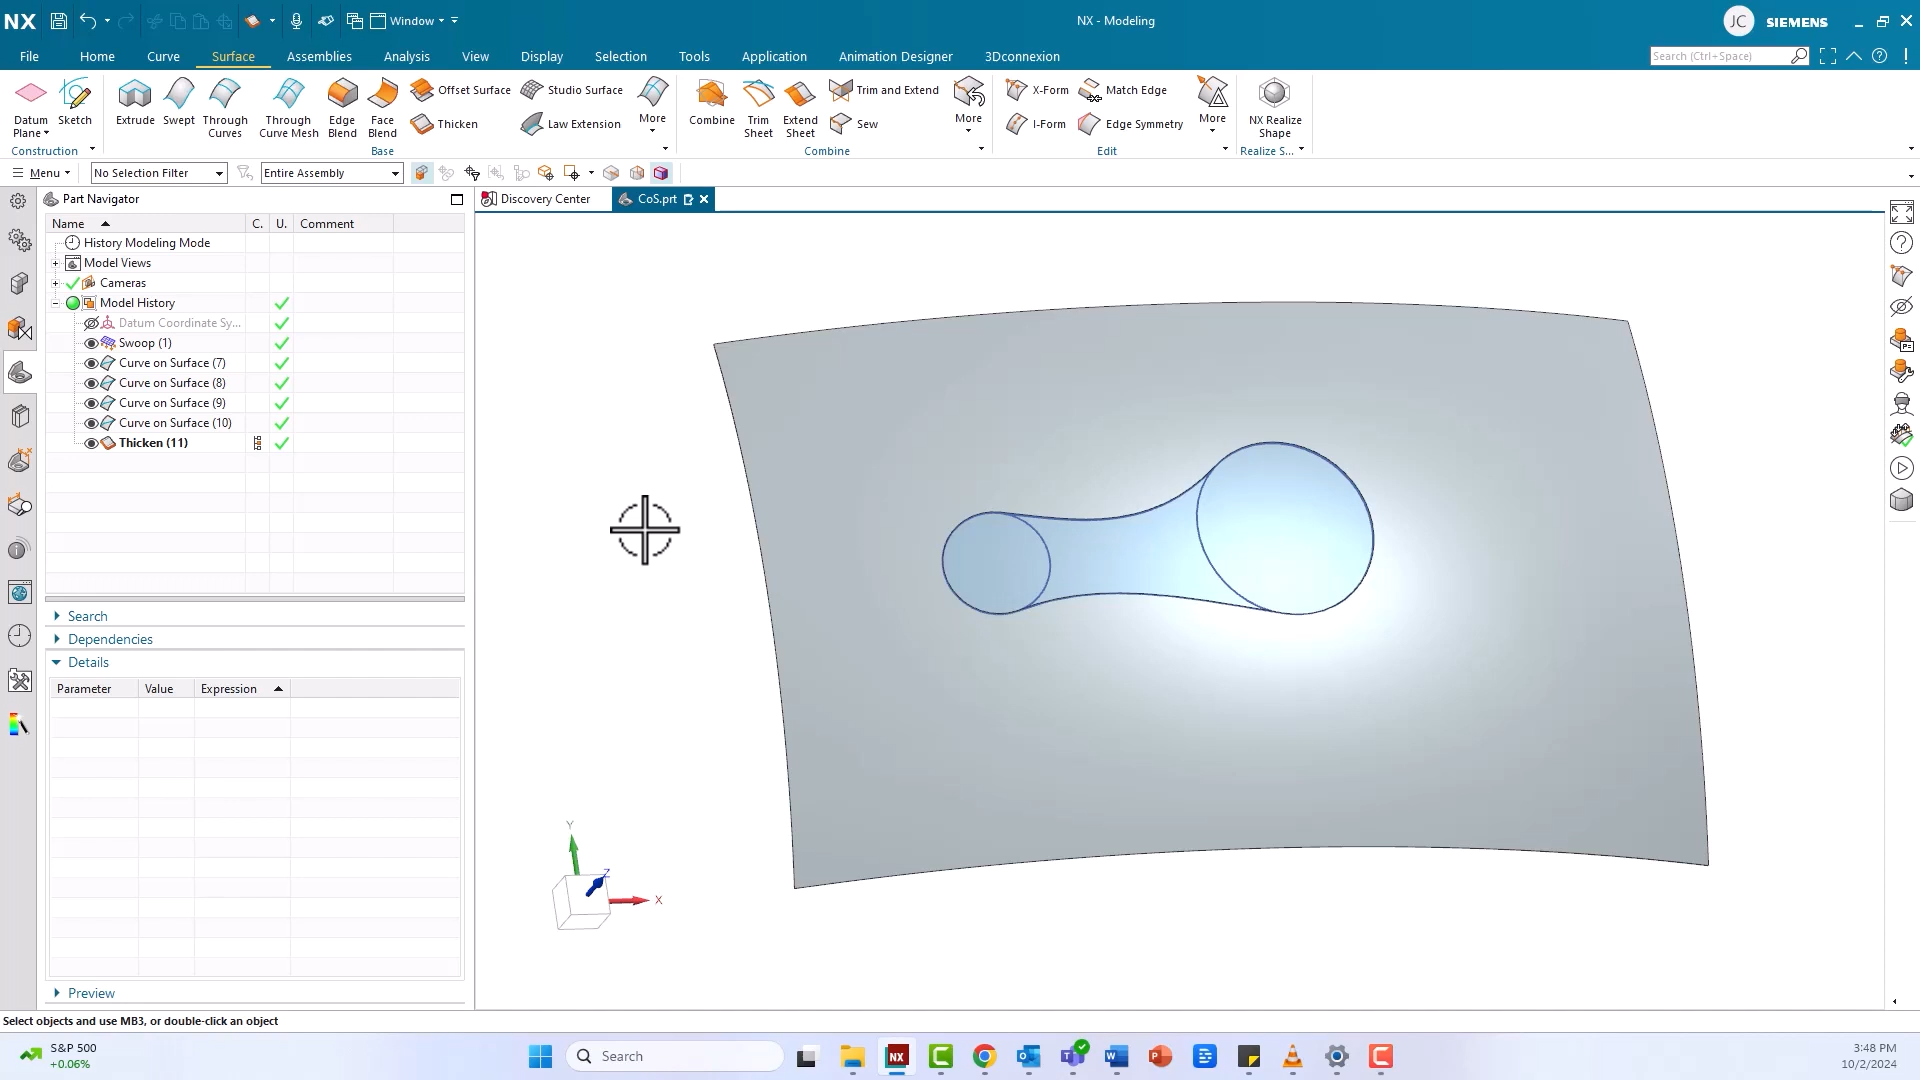 NX
Window
NX - Modeling
JC
SIEMENS
File
Home
Curve
Surface
Assemblies
Analysis
View
Display
Selection
Tools
Application
Animation Designer
3Dconnexion
Search (Ctrl+Space)
Datum Plane
Sketch
Construction
Extrude
Swept
Through Curves
Through Curve Mesh
Edge Blend
Face Blend
Offset Surface
Thicken
Studio Surface
Law Extension
More
Base
Combine
Trim Sheet
Extend Sheet
Trim and Extend
Sew
More
Combine
X-Form
I-Form
Match Edge
Edge Symmetry
More
Edit
NX Realize Shape
Realize S...
Menu
No Selection Filter
Entire Assembly
Part Navigator
Discovery Center
CoS.prt
Name
C.
U.
Comment
History Modeling Mode
Model Views
Cameras
Model History
Datum Coordinate Sy...
Swoop (1)
Curve on Surface (7)
Curve on Surface (8)
Curve on Surface (9)
Curve on Surface (10)
Thicken (11)
Search
Dependencies
Details
Parameter
Value
Expression
Preview
Y
Z
X
Select objects and use MB3, or double-click an object
S&P 500
+0.06%
Search
NX
3:48 PM
10/2/2024